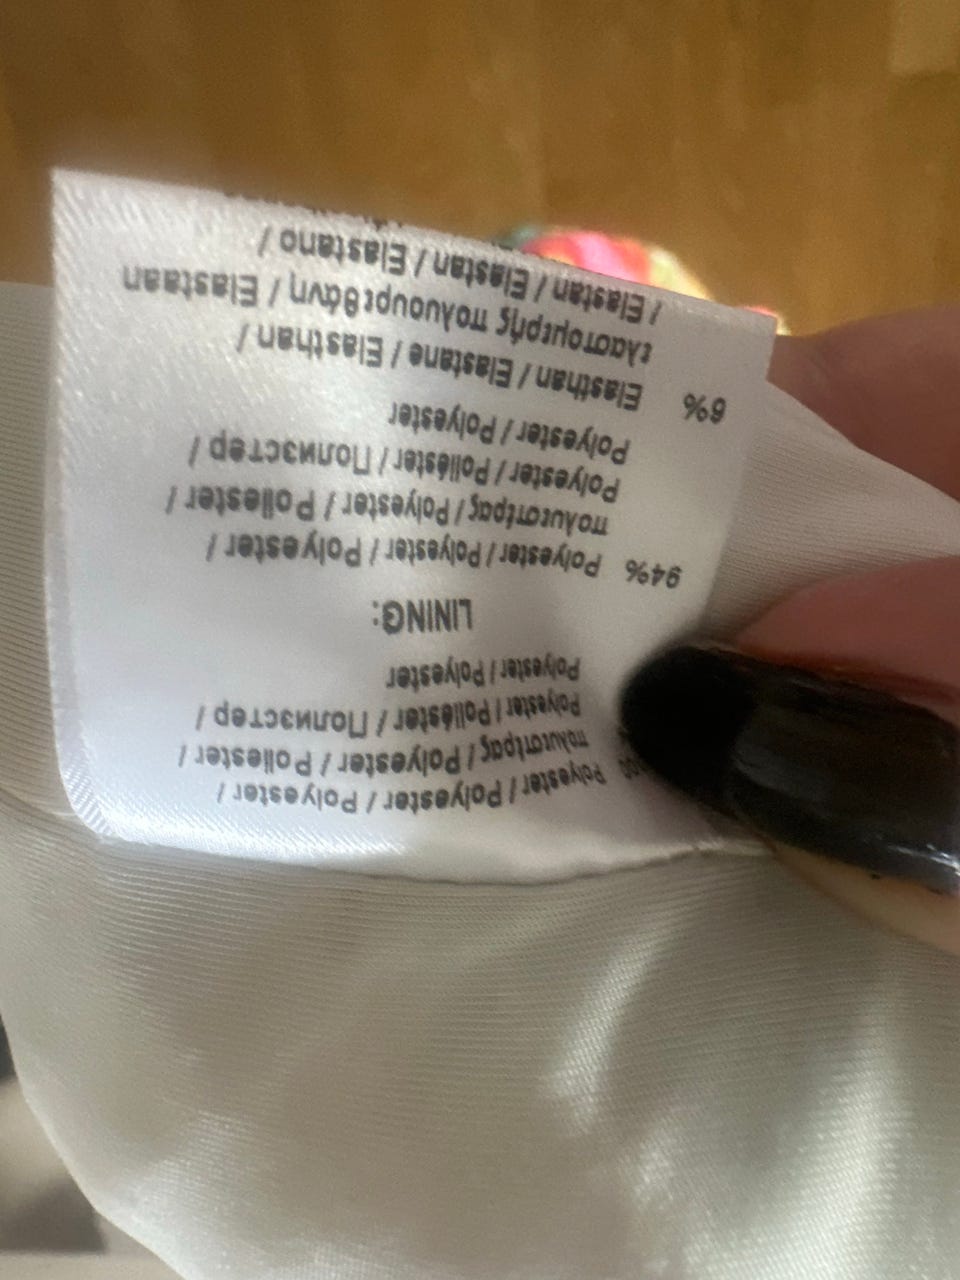 Polyester / Polyester / Polyester /
πολυεστέρας / Polyester / Poliester /
Polyester / Poliéster / Полиэстер /
Polyester / Polyester
LINING:
94% Polyester / Polyester / Polyester /
πολυεστέρας / Polyester / Poliester /
Polyester / Poliéster / Полиэстер /
Polyester / Polyester
6% Elasthan / Elastane / Elasthan /
ελαστομερής πολυουρεθάνη / Elastaan
/ Elastan / Elastan / Elastano /